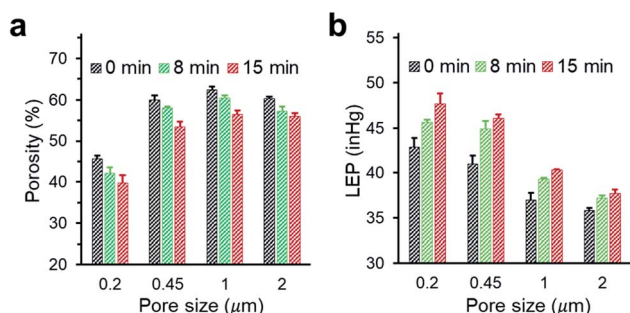 a
70
60
50
40
30
20
Porosity (%)
0 min 8 min 15 min
0.2 0.45 1 2
Pore size (μm)
b
55
50
45
40
35
30
LEP (inHg)
0 min 8 min 15 min
0.2 0.45 1 2
Pore size (μm)